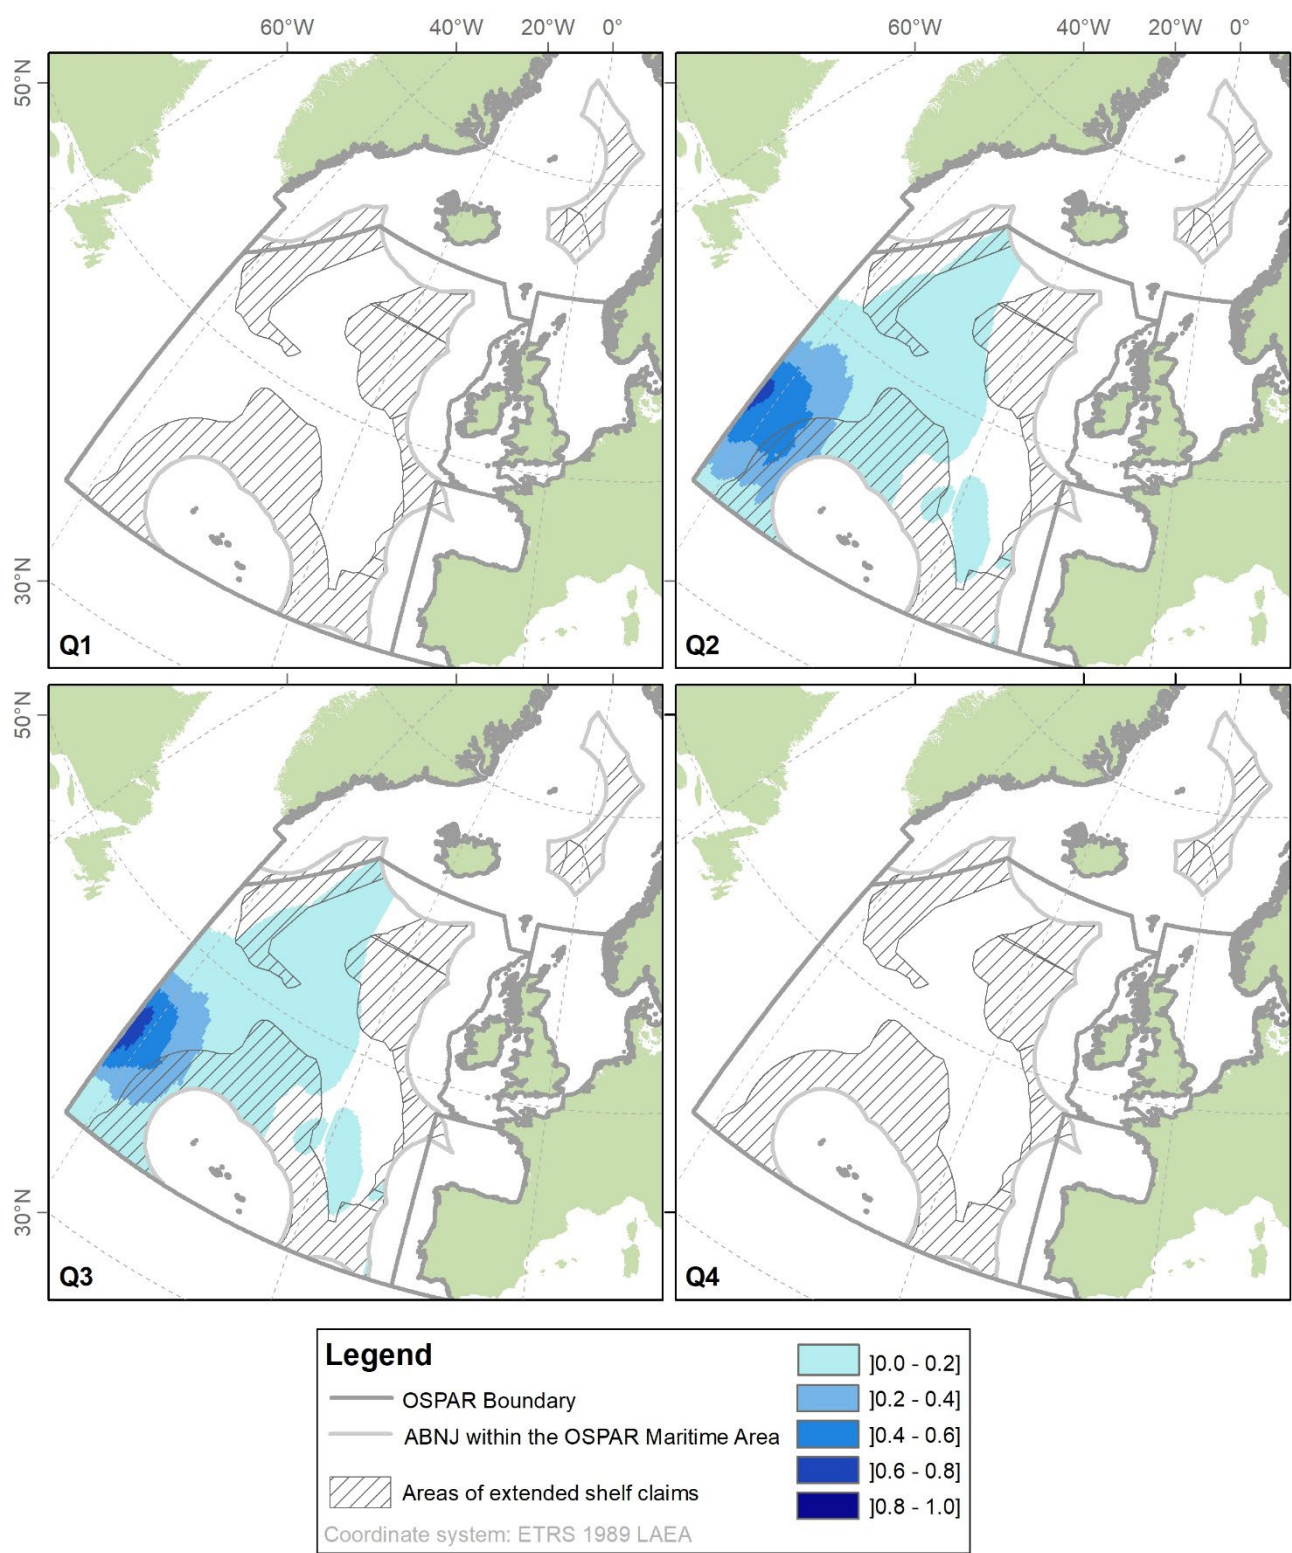 60°W 40°W 20°W 0° 60°W 40°W 20°W 0°
50°N
30°N
Q1 Q2
50°N
30°N
Q3 Q4
Legend
OSPAR Boundary
ABNJ within the OSPAR Maritime Area
Areas of extended shelf claims
Coordinate system: ETRS 1989 LAEA
]0.0 - 0.2]
]0.2 - 0.4]
]0.4 - 0.6]
]0.6 - 0.8]
]0.8 - 1.0]